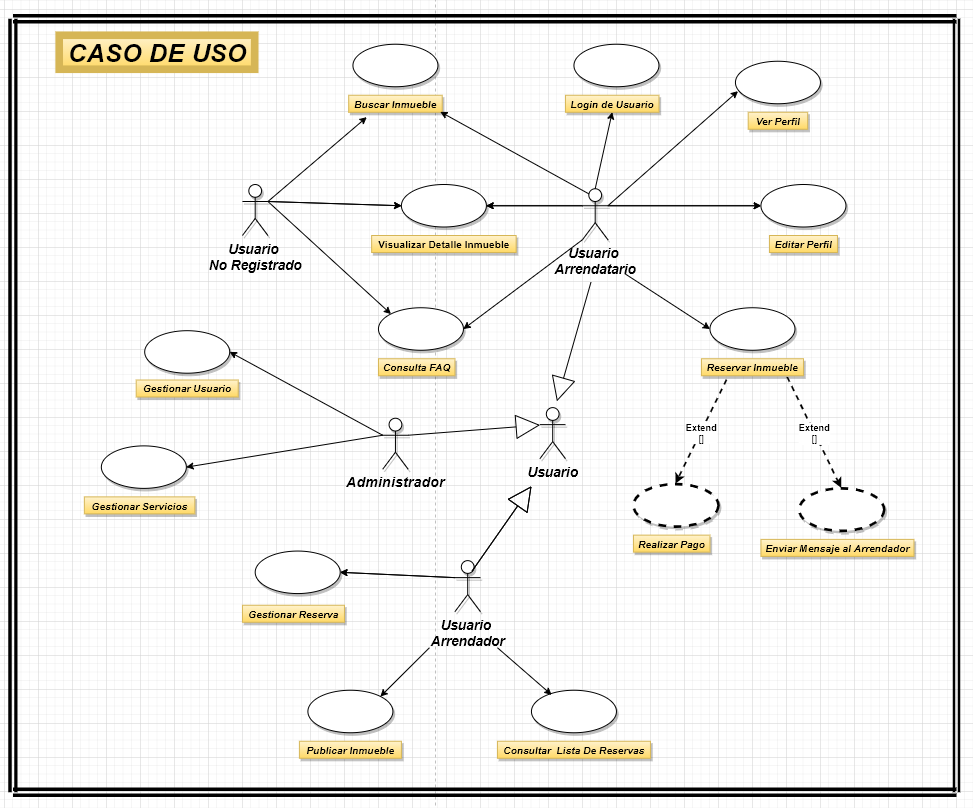 CASO DE USO
Buscar Inmueble
Login de Usuario
Ver Perfil
Usuario
No Registrado
Visualizar Detalle Inmueble
Usuario
Arrendatario
Editar Perfil
Consulta FAQ
Reservar Inmueble
Gestionar Usuario
Extend
[]
Extend
[]
Administrador
Usuario
Gestionar Servicios
Realizar Pago
Enviar Mensaje al Arrendador
Gestionar Reserva
Usuario
Arrendador
Publicar Inmueble
Consultar Lista De Reservas